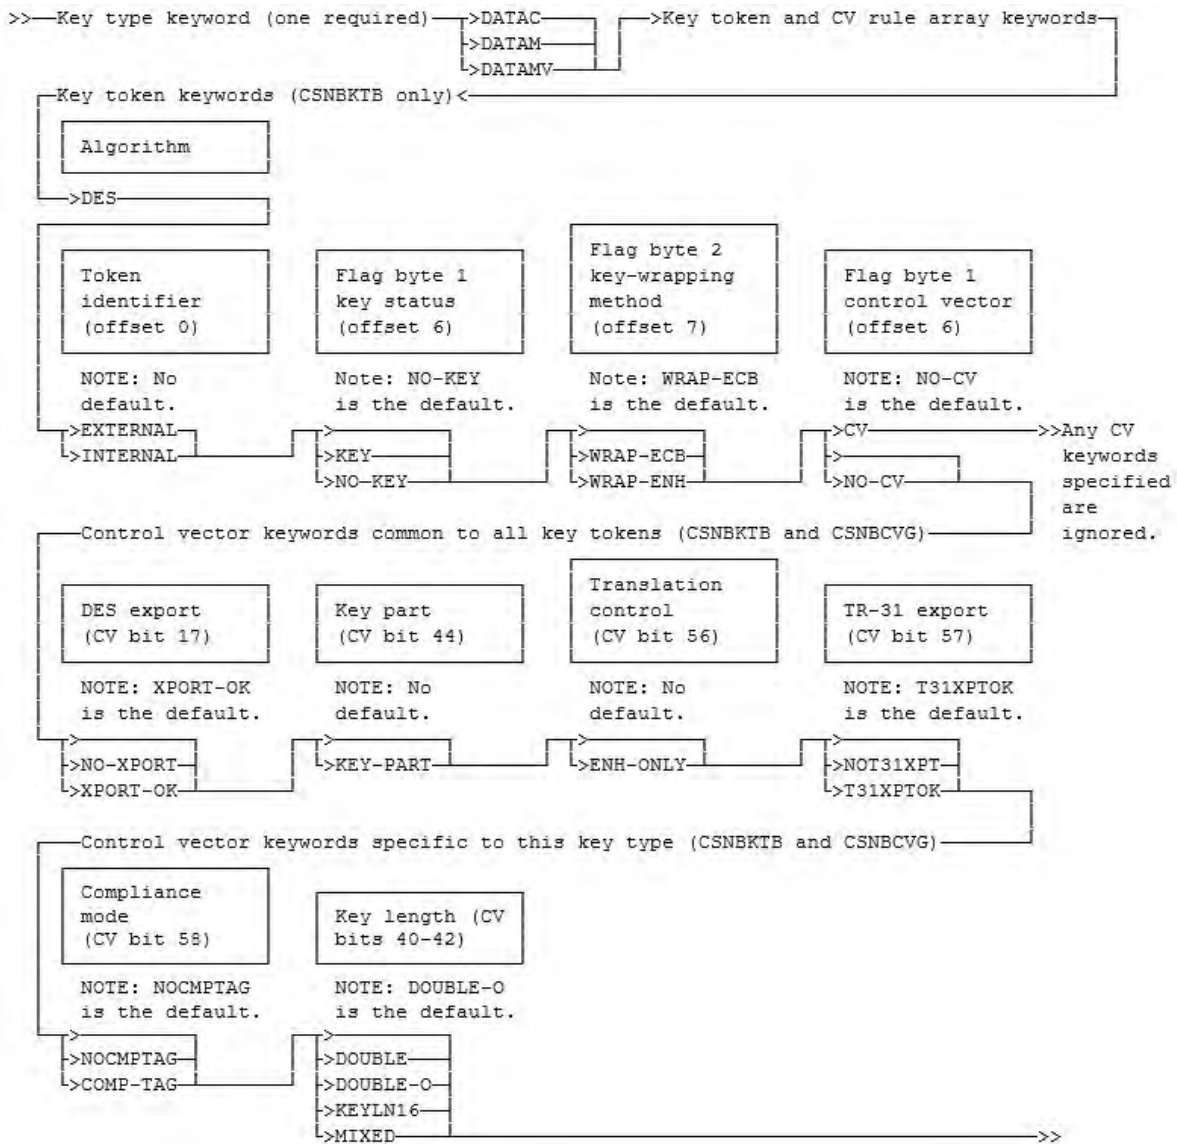 >>—Key type keyword (one required)—>DATAC—>Key token and CV rule array keywords
>DATAM
>DATAMV
Key token keywords (CSNBKTB only)<
Algorithm
>DES
Token identifier (offset 0)
Flag byte 1 key status (offset 6)
Flag byte 2 key-wrapping method (offset 7)
Flag byte 1 control vector (offset 6)
NOTE: No default.
Note: NO-KEY is the default.
Note: WRAP-ECB is the default.
NOTE: NO-CV is the default.
>EXTERNAL
>INTERNAL
>
>KEY
>NO-KEY
>
>WRAP-ECB
>WRAP-ENH
>CV—>>Any CV keywords specified are ignored.
>
>NO-CV
Control vector keywords common to all key tokens (CSNBKTB and CSNBCVG)
DES export (CV bit 17)
Key part (CV bit 44)
Translation control (CV bit 56)
TR-31 export (CV bit 57)
NOTE: XPORT-OK is the default.
NOTE: No default.
NOTE: No default.
NOTE: T31XPTOK is the default.
>
>NO-XPORT
>XPORT-OK
>
>KEY-PART
>
>ENH-ONLY
>
>NOT31XPT
>T31XPTOK
Control vector keywords specific to this key type (CSNBKTB and CSNBCVG)
Compliance mode (CV bit 58)
Key length (CV bits 40-42)
NOTE: NOCMPTAG is the default.
NOTE: DOUBLE-O is the default.
>
>NOCMPTAG
>COMP-TAG
>
>DOUBLE
>DOUBLE-O
>KEYLN16
>MIXED—>>